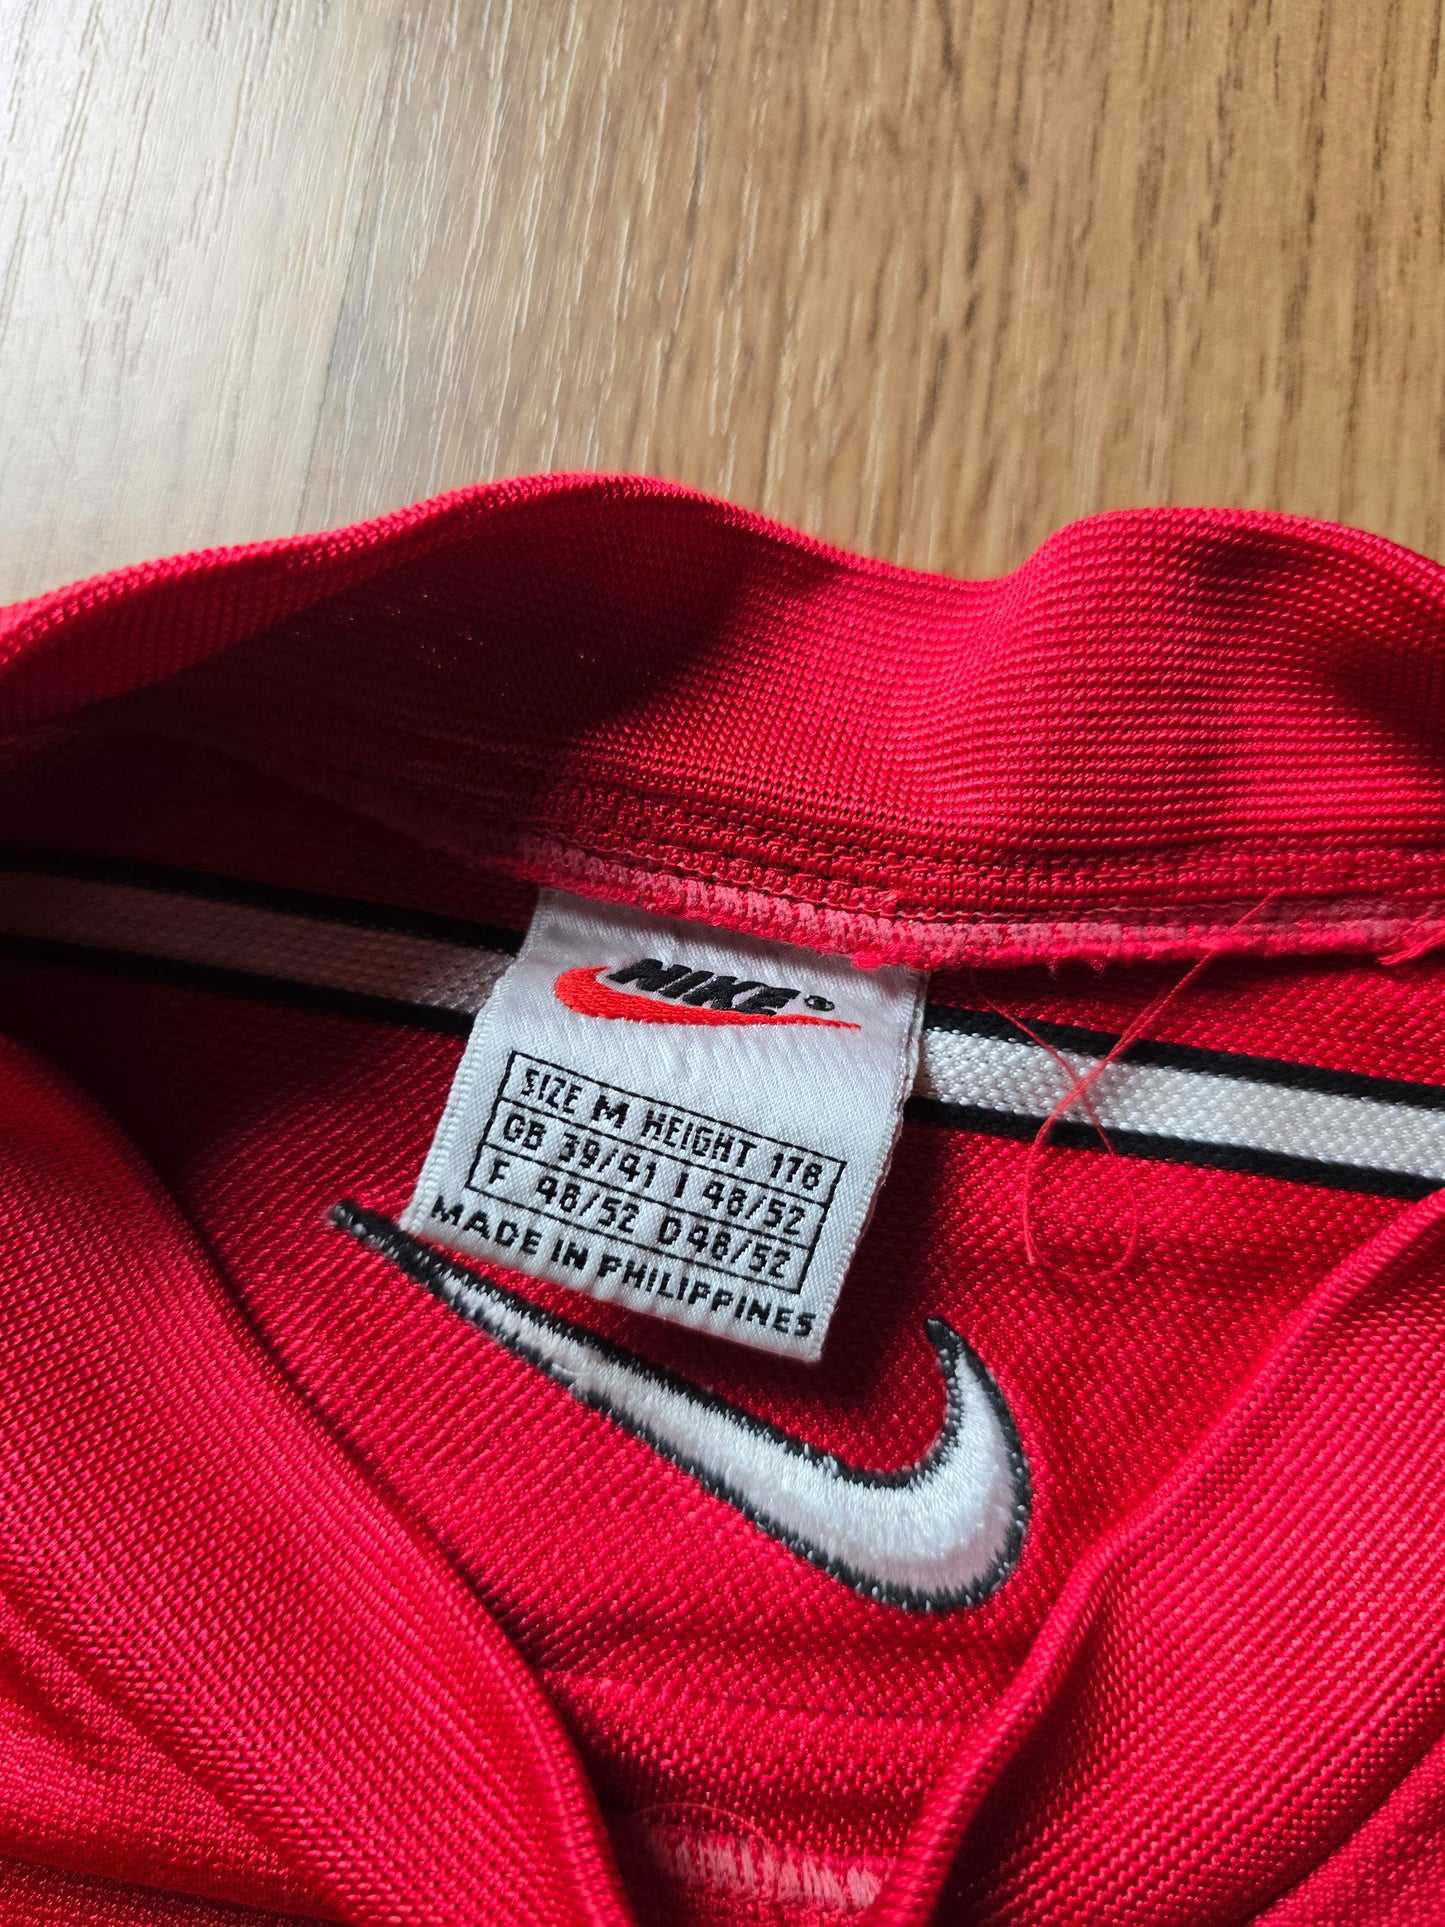 NIKE®
SIZE M HEIGHT 178
GB 39/41 I 48/52
F 48/52 D 48/52
MADE IN PHILIPPINES